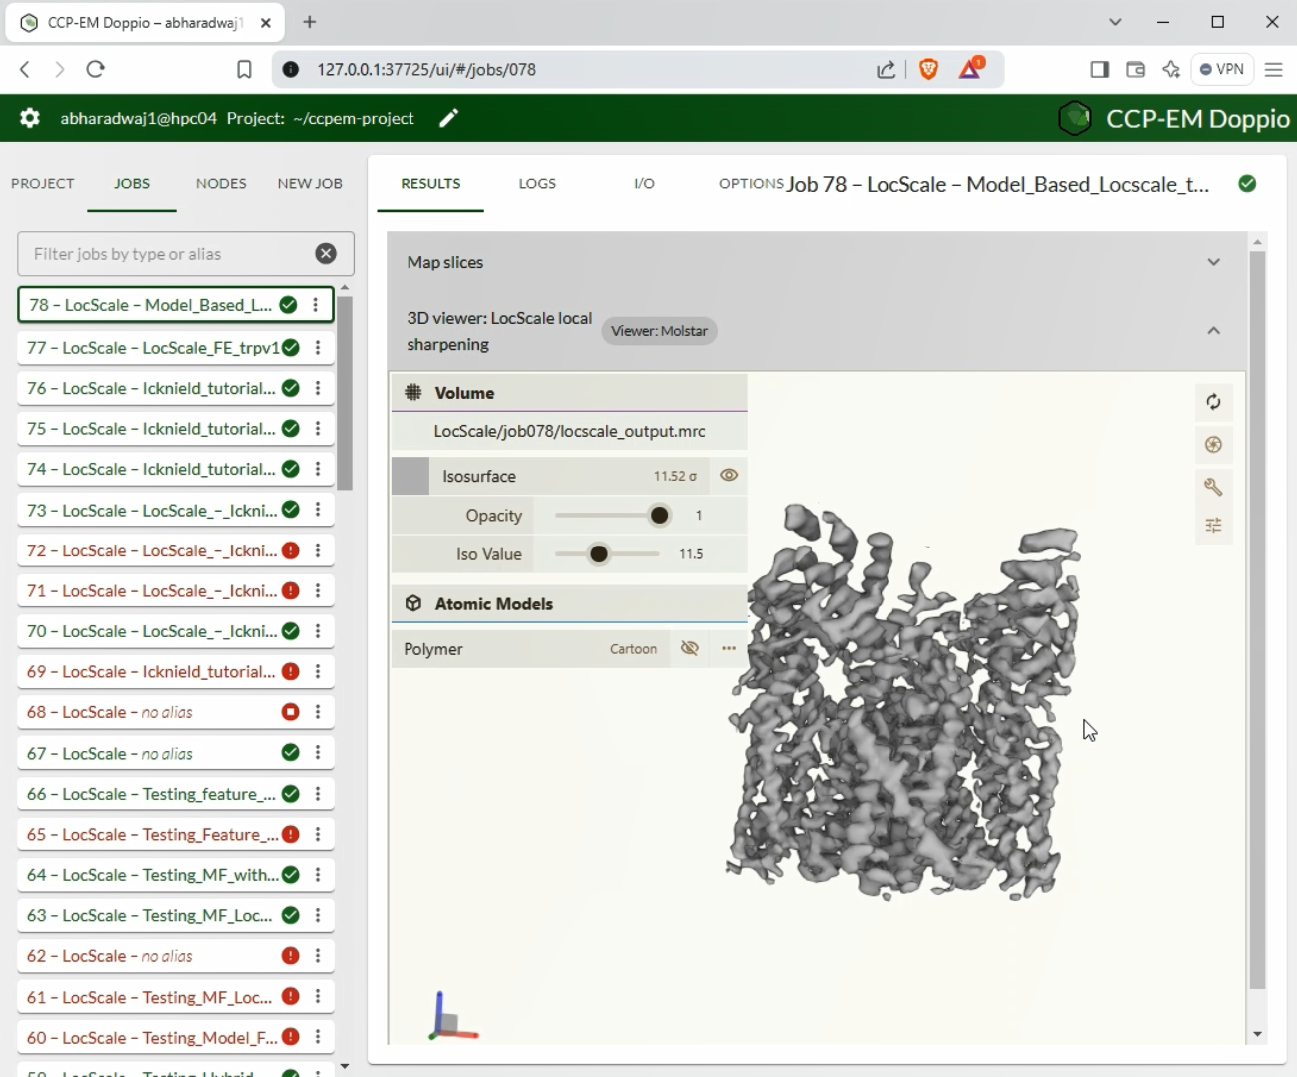 CCP-EM Doppio – abharadwaj1
127.0.0.1:37725/ui/#/jobs/078
1
VPN
abharadwaj1@hpc04 Project: ~/ccpem-project
CCP-EM Doppio
PROJECT
JOBS
NODES
NEW JOB
Filter jobs by type or alias
78 – LocScale – Model_Based_L...
77 – LocScale – LocScale_FE_trpv1
76 – LocScale – Icknield_tutorial...
75 – LocScale – Icknield_tutorial...
74 – LocScale – Icknield_tutorial...
73 – LocScale – LocScale_–_Ickni...
72 – LocScale – LocScale_–_Ickni...
71 – LocScale – LocScale_–_Ickni...
70 – LocScale – LocScale_–_Ickni...
69 – LocScale – Icknield_tutorial...
68 – LocScale – no alias
67 – LocScale – no alias
66 – LocScale – Testing_feature_...
65 – LocScale – Testing_Feature_...
64 – LocScale – Testing_MF_with...
63 – LocScale – Testing_MF_Loc...
62 – LocScale – no alias
61 – LocScale – Testing_MF_Loc...
60 – LocScale – Testing_Model_F...
RESULTS
LOGS
I/O
OPTIONS
Job 78 – LocScale – Model_Based_Locscale_t...
Map slices
3D viewer: LocScale local
sharpening
Viewer: Molstar
Volume
LocScale/job078/locscale_output.mrc
Isosurface 11.52 σ
Opacity 1
Iso Value 11.5
Atomic Models
Polymer Cartoon